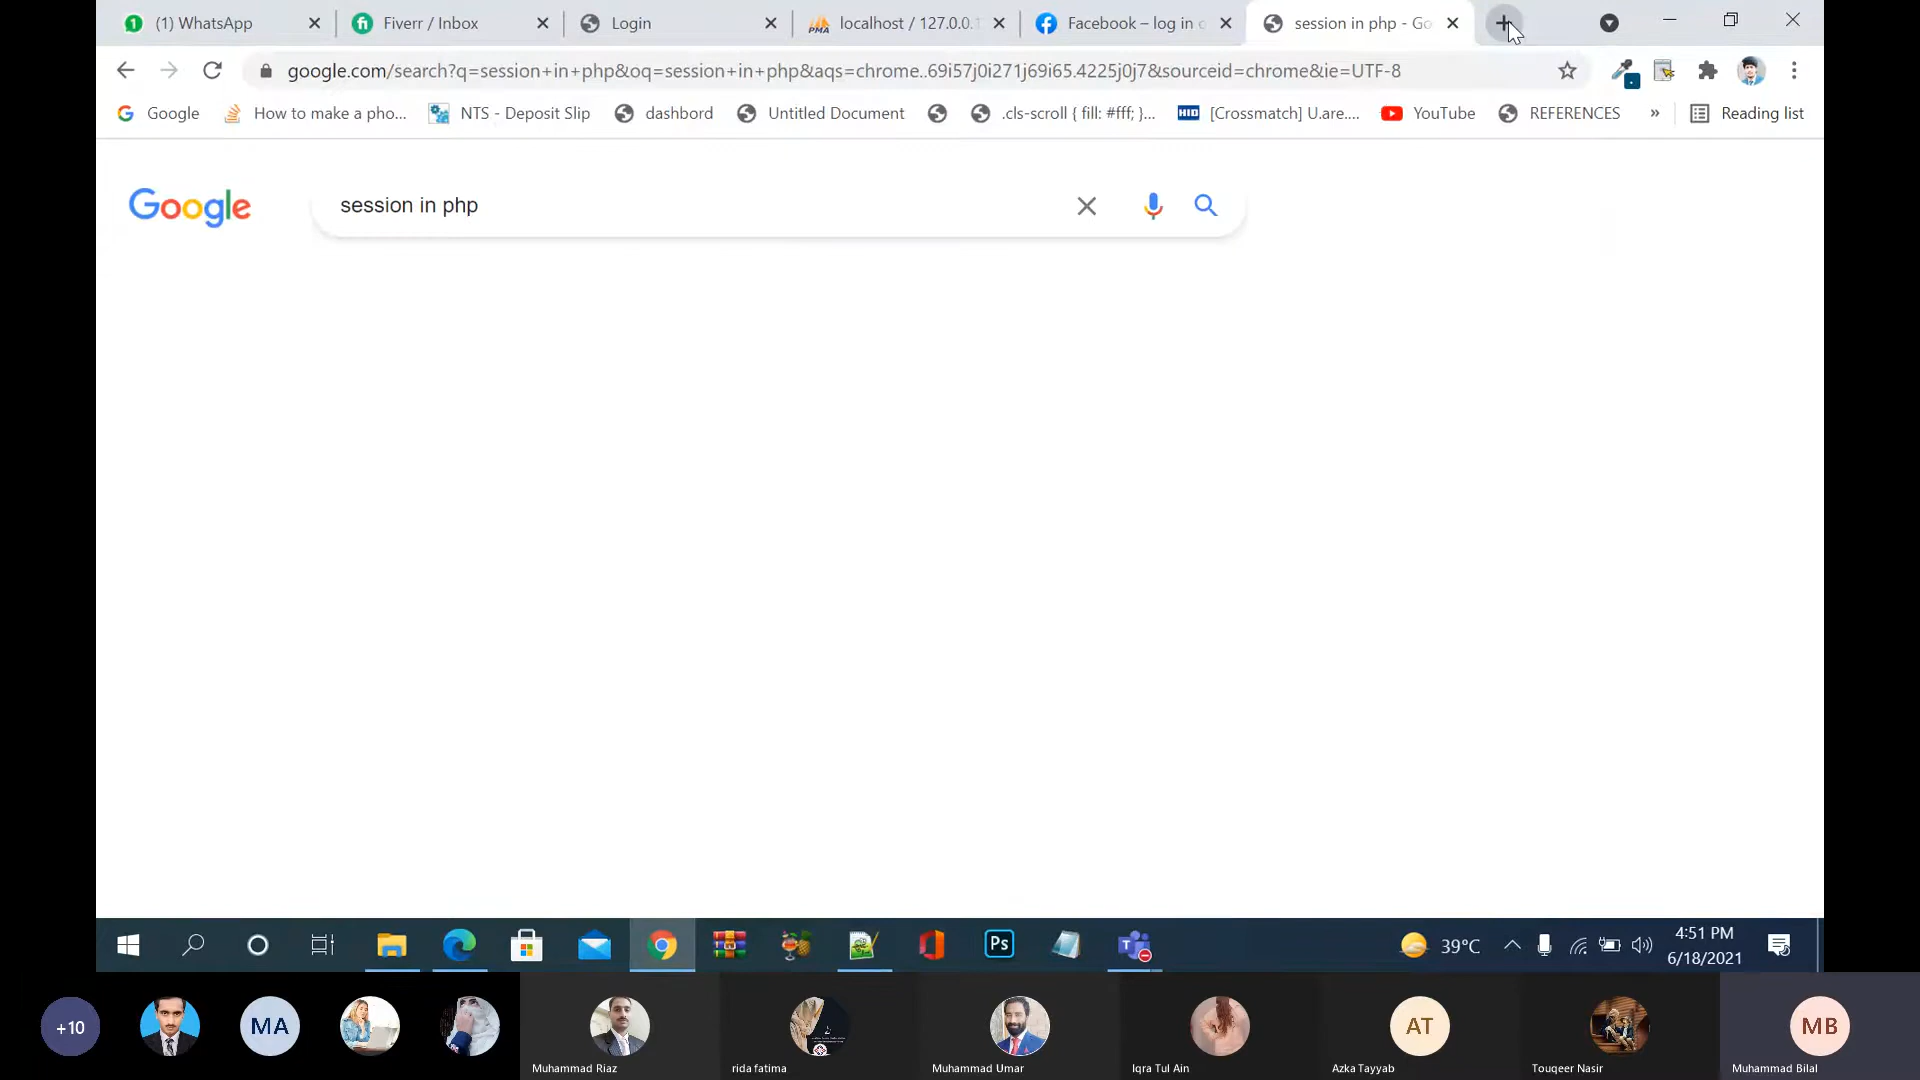 (1) WhatsApp
Fiverr / Inbox
Login
localhost / 127.0.0.1
Facebook – log in o
session in php - Go
google.com/search?q=session+in+php&oq=session+in+php&aqs=chrome..69i57j0i271j69i65.4225j0j7&sourceid=chrome&ie=UTF-8
Google
How to make a pho...
NTS - Deposit Slip
dashbord
Untitled Document
.cls-scroll { fill: #fff; }...
HID
[Crossmatch] U.are....
YouTube
REFERENCES
»
Reading list
Google
session in php
Ps
39°C
4:51 PM
6/18/2021
+10
MA
AT
MB
Muhammad Riaz
rida fatima
Muhammad Umar
Iqra Tul Ain
Azka Tayyab
Touqeer Nasir
Muhammad Bilal